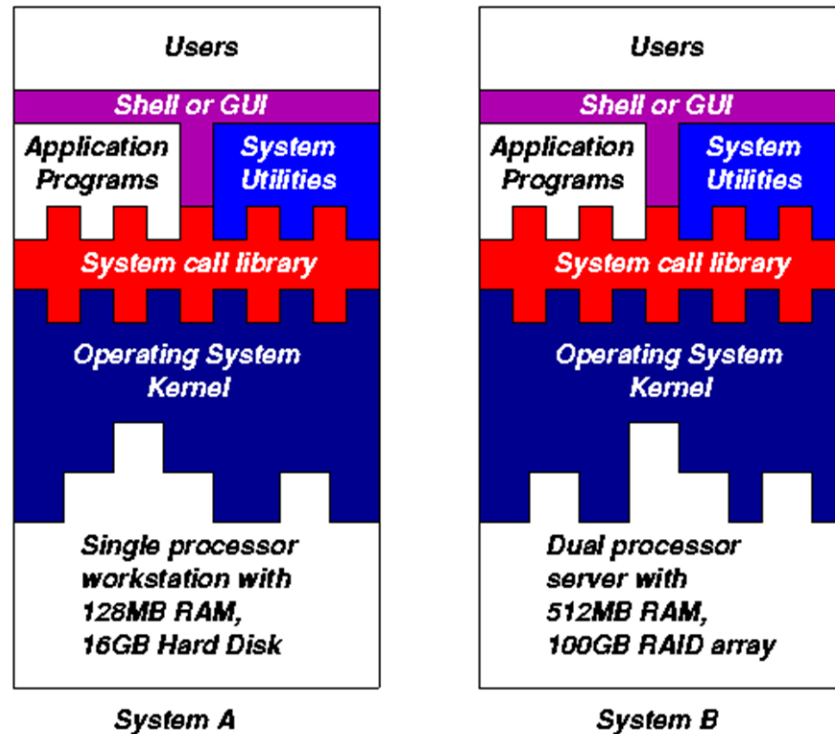 Users
Shell or GUI
Application
Programs
System
Utilities
System call library
Operating System
Kernel
Single processor
workstation with
128MB RAM,
16GB Hard Disk
System A
Users
Shell or GUI
Application
Programs
System
Utilities
System call library
Operating System
Kernel
Dual processor
server with
512MB RAM,
100GB RAID array
System B